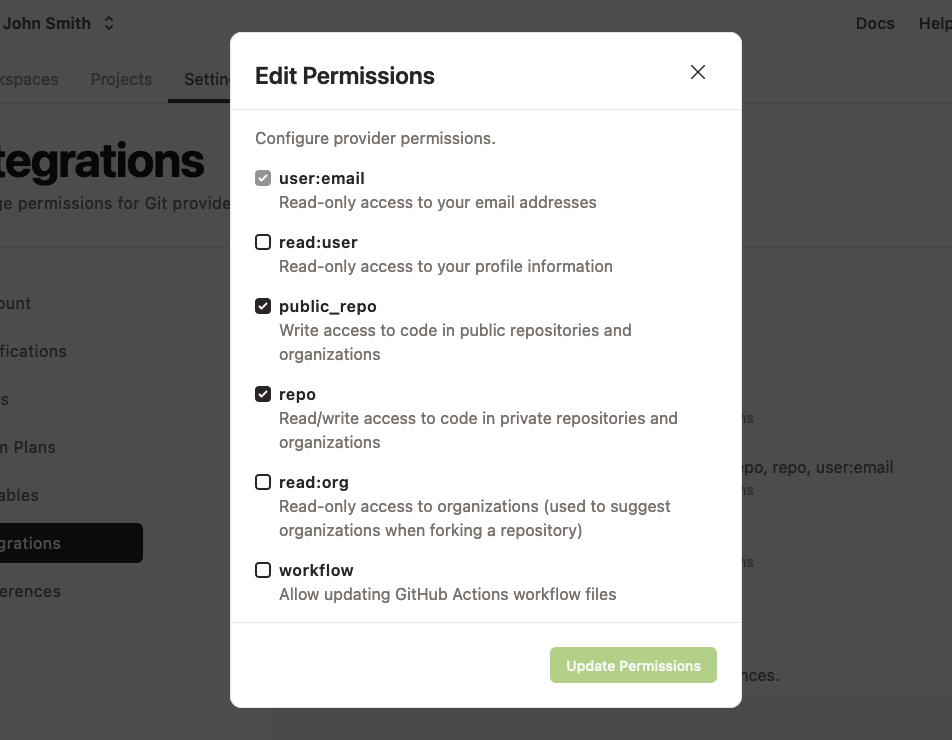 John Smith
Docs
Help
kspaces
Projects
Settin
Edit Permissions
tegrations
ge permissions for Git provide
Configure provider permissions.
user:email
Read-only access to your email addresses
read:user
Read-only access to your profile information
public_repo
Write access to code in public repositories and
organizations
repo
Read/write access to code in private repositories and
organizations
read:org
Read-only access to organizations (used to suggest
organizations when forking a repository)
workflow
Allow updating GitHub Actions workflow files
Update Permissions
ount
ifications
s
m Plans
ables
grations
erences
ns
epo, repo, user:email
ns
ns
nces.